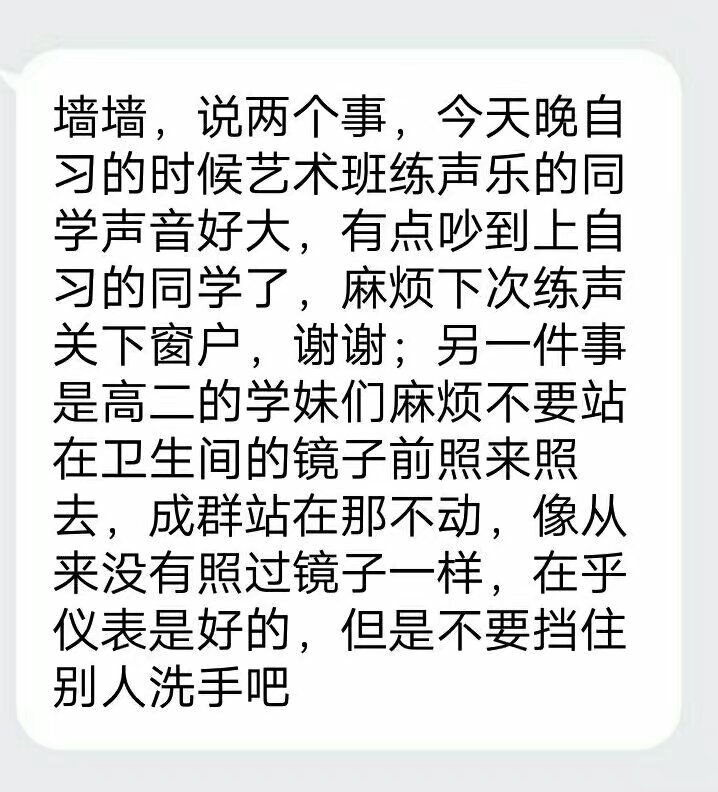 墙墙，说两个事，今天晚自
习的时候艺术班练声乐的同
学声音好大，有点吵到上自
习的同学了，麻烦下次练声
关下窗户，谢谢；另一件事
是高二的学妹们麻烦不要站
在卫生间的镜子前照来照
去，成群站在那不动，像从
来没有照过镜子一样，在乎
仪表是好的，但是不要挡住
别人洗手吧